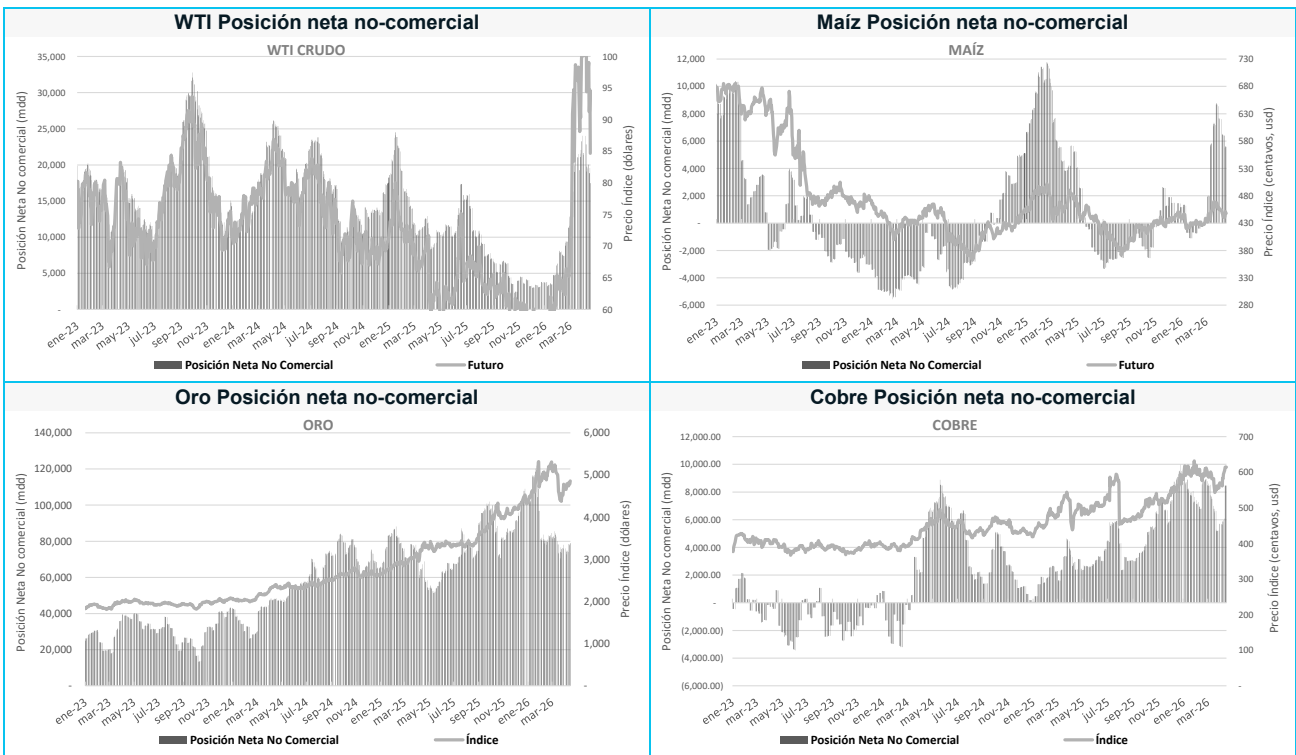 WTI Posición neta no-comercial
WTI CRUDO
Posición Neta No comercial (mdd)
35,000
30,000
25,000
20,000
15,000
10,000
5,000
-
100
95
90
85
80
75
70
65
60
Precio Índice (dólares)
ene-23
mar-23
may-23
jul-23
sep-23
nov-23
ene-24
mar-24
may-24
jul-24
sep-24
nov-24
ene-25
mar-25
may-25
jul-25
sep-25
nov-25
ene-26
mar-26
Posición Neta No Comercial
Futuro
Maíz Posición neta no-comercial
MAÍZ
Posición Neta No Comercial (mdd)
12,000
10,000
8,000
6,000
4,000
2,000
-
-2,000
-4,000
-6,000
730
680
630
580
530
480
430
380
330
280
Precio Índice (centavos, usd)
ene-23
mar-23
may-23
jul-23
sep-23
nov-23
ene-24
mar-24
may-24
jul-24
sep-24
nov-24
ene-25
mar-25
may-25
jul-25
sep-25
nov-25
ene-26
mar-26
Posición Neta No Comercial
Futuro
Oro Posición neta no-comercial
ORO
Posición Neta No Comercial (mdd)
140,000
120,000
100,000
80,000
60,000
40,000
20,000
-
6,000
5,000
4,000
3,000
2,000
1,000
-
Precio Índice (dólares)
ene-23
mar-23
may-23
jul-23
sep-23
nov-23
ene-24
mar-24
may-24
jul-24
sep-24
nov-24
ene-25
mar-25
may-25
jul-25
sep-25
nov-25
ene-26
mar-26
Posición Neta No Comercial
Índice
Cobre Posición neta no-comercial
COBRE
Posición Neta No Comercial (mdd)
12,000.00
10,000.00
8,000.00
6,000.00
4,000.00
2,000.00
-
(2,000.00)
(4,000.00)
(6,000.00)
700
600
500
400
300
200
100
-
Precio Índice (centavos, usd)
ene-23
mar-23
may-23
jul-23
sep-23
nov-23
ene-24
mar-24
may-24
jul-24
sep-24
nov-24
ene-25
mar-25
may-25
jul-25
sep-25
nov-25
ene-26
mar-26
Posición Neta No Comercial
Índice